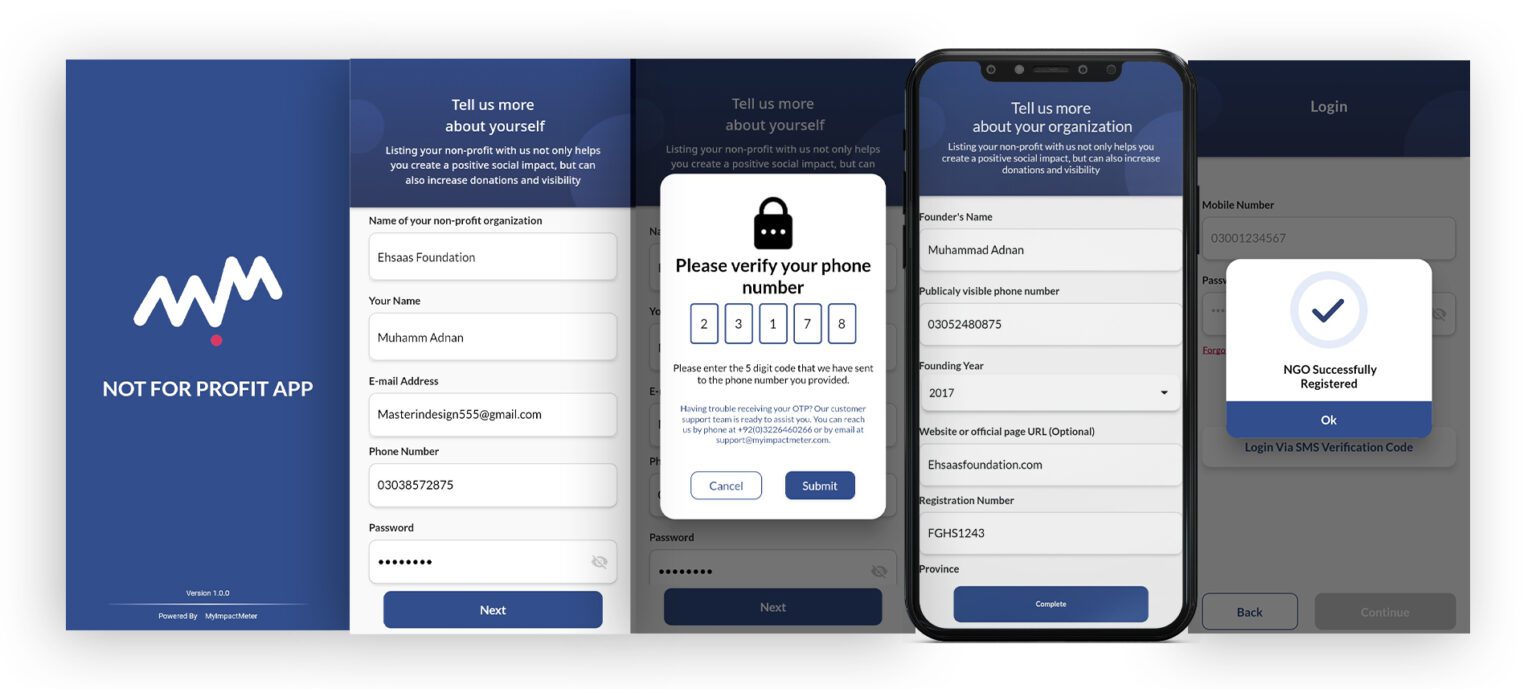 NOT FOR PROFIT APP
Version 1.0.0
Powered By MyImpactMeter
Tell us more
about yourself
Listing your non-profit with us not only helps
you create a positive social impact, but can
also increase donations and visibility
Name of your non-profit organization
Ehsaas Foundation
Your Name
Muhamm Adnan
E-mail Address
Masterindesign555@gmail.com
Phone Number
03038572875
Password
••••••••
Next
Tell us more
about yourself
Listing your non-profit with us not only helps
you create a positive social impact, but can
Please verify your phone
number
2 3 1 7 8
Please enter the 5 digit code that we have sent
to the phone number you provided.
Having trouble receiving your OTP? Our customer
support team is ready to assist you. You can reach
us by phone at +92(0)3226460266 or by email at
support@myimpactmeter.com.
Cancel Submit
Password
••••••••
Next
Tell us more
about your organization
Listing your non-profit with us not only helps you
create a positive social impact, but can also increase
donations and visibility
Founder's Name
Muhammad Adnan
Publicaly visible phone number
03052480875
Founding Year
2017
Website or official page URL (Optional)
Ehsaasfoundation.com
Registration Number
FGHS1243
Province
Complete
Login
Mobile Number
03001234567
NGO Successfully
Registered
Ok
Login Via SMS Verification Code
Back Continue